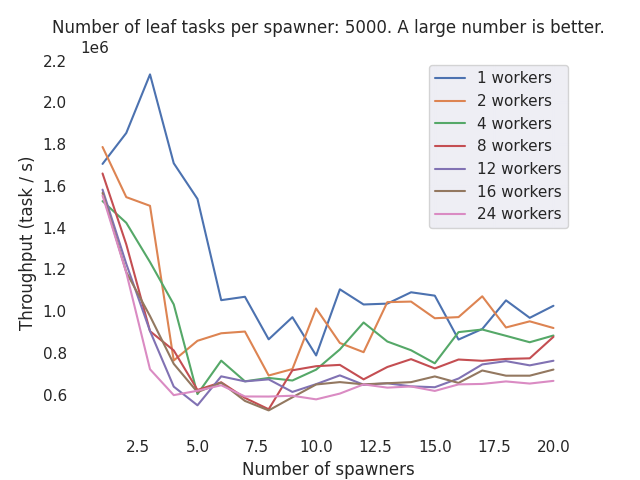 Number of leaf tasks per spawner: 5000. A large number is better.
1e6
2.2
2.0
1.8
1.6
1.4
1.2
1.0
0.8
0.6
Throughput (task / s)
1 workers
2 workers
4 workers
8 workers
12 workers
16 workers
24 workers
2.5 5.0 7.5 10.0 12.5 15.0 17.5 20.0
Number of spawners